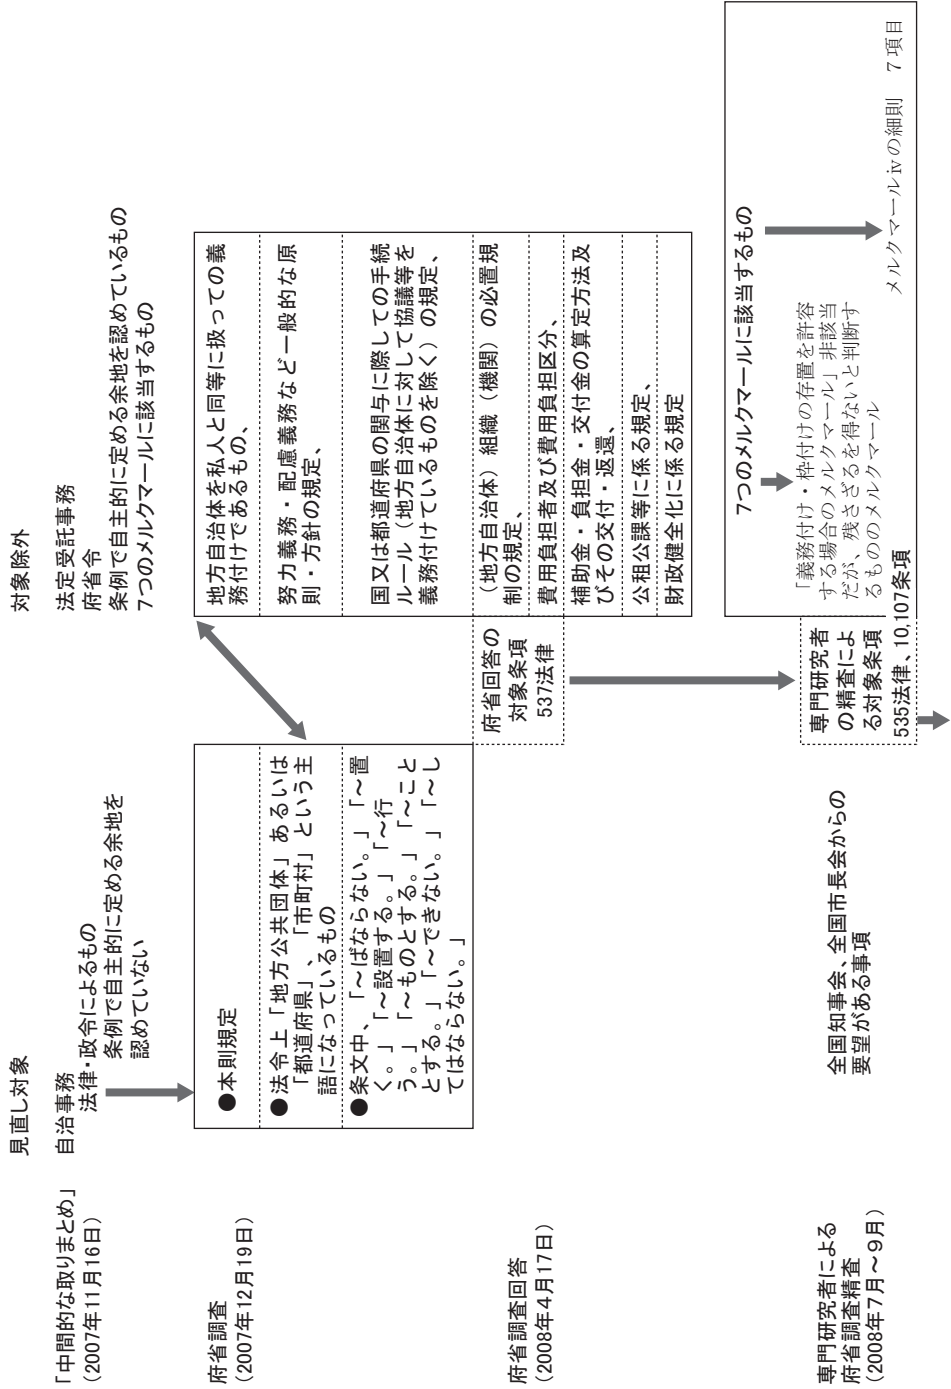 見直し対象
対象除外
「中間的な取りまとめ」
(2007年11月16日)
自治事務
法律・政令によるもの
条例で自主的に定める余地を
認めていない
法定受託事務
府省令
条例で自主的に定める余地を認めているもの
7つのメルクマールに該当するもの
府省調査
(2007年12月19日)
●本則規定
●法令上「地方公共団体」あるいは
「都道府県」、「市町村」という主
語になっているもの
●条文中、「～ばならない。」「～置
く。」「～設置する。」「～行
う。」「～ものとする。」「～こと
とする。」「～できない。」「～し
てはならない。」
地方自治体を私人と同等に扱っての義
務付けであるもの、
努力義務・配慮義務など一般的な原
則・方針の規定、
国又は都道府県の関与に際しての手続
ルール（地方自治体に対して協議等を
義務付けているものを除く）の規定、
（地方自治体）組織（機関）の必置規
制の規定、
費用負担者及び費用負担区分、
補助金・負担金・交付金の算定方法及
びその交付・返還、
公租公課等に係る規定、
財政健全化に係る規定
府省調査回答
(2008年4月17日)
府省回答の
対象条項
537法律
専門研究者による
府省調査精査
(2008年7月～9月)
全国知事会、全国市長会からの
要望がある事項
専門研究者
の精査によ
る対象条項
535法律、10,107条項
7つのメルクマールに該当するもの
「義務付け・枠付けの存置を許容
する場合のメルクマール」非該当
だが、残さざるを得ないと判断す
るもののメルクマール
メルクマールⅳの細則　７項目